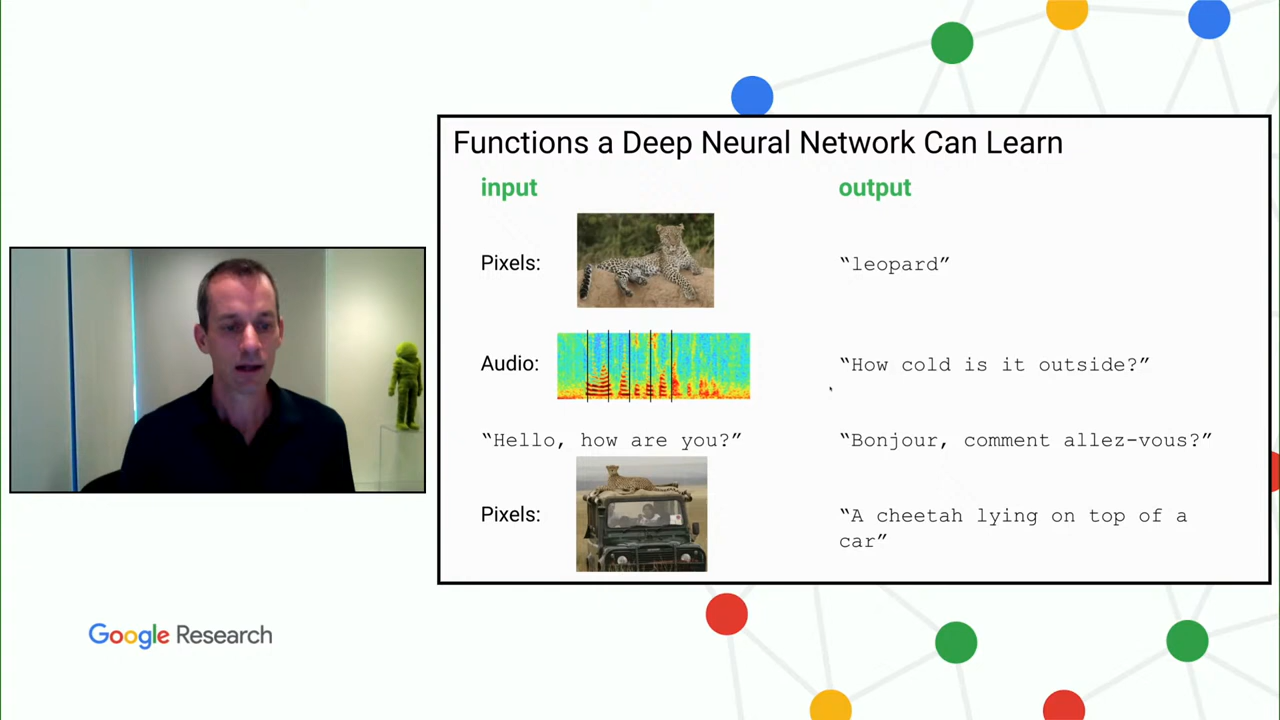 Functions a Deep Neural Network Can Learn
input output
Pixels: “leopard”
Audio: “How cold is it outside?”
“Hello, how are you?” “Bonjour, comment allez-vous?”
Pixels: “A cheetah lying on top of a
car”
Google Research